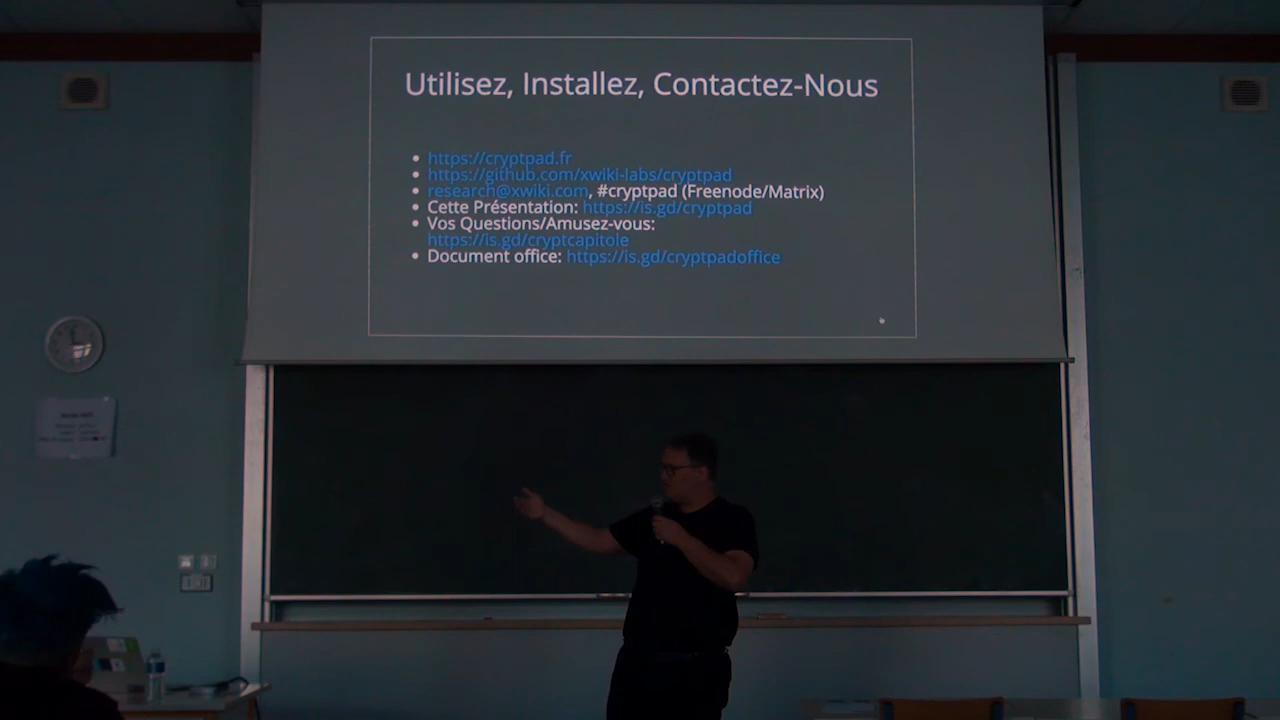 Utilisez, Installez, Contactez-Nous
https://cryptpad.fr
https://github.com/xwiki-labs/cryptpad
research@xwiki.com, #cryptpad (Freenode/Matrix)
Cette Présentation: https://is.gd/cryptpad
Vos Questions/Amusez-vous:
https://is.gd/cryptcapitole
Document office: https://is.gd/cryptpadoffice